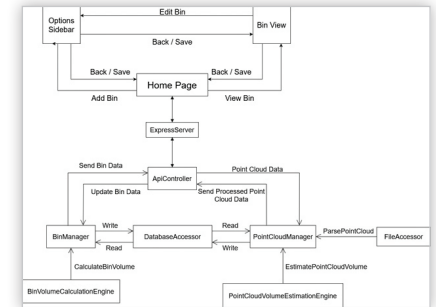 Edit Bin
Options
Sidebar
Bin View
Back / Save
Back / Save
Back / Save
Home Page
Add Bin
View Bin
ExpressServer
Send Bin Data
Point Cloud Data
ApiController
Update Bin Data
Send Processed Point
Cloud Data
Write
Read
ParsePointCloud
BinManager
DatabaseAccessor
PointCloudManager
FileAccessor
Read
Write
CalculateBinVolume
EstimatePointCloudVolume
BinVolumeCalculationEngine
PointCloudVolumeEstimationEngine